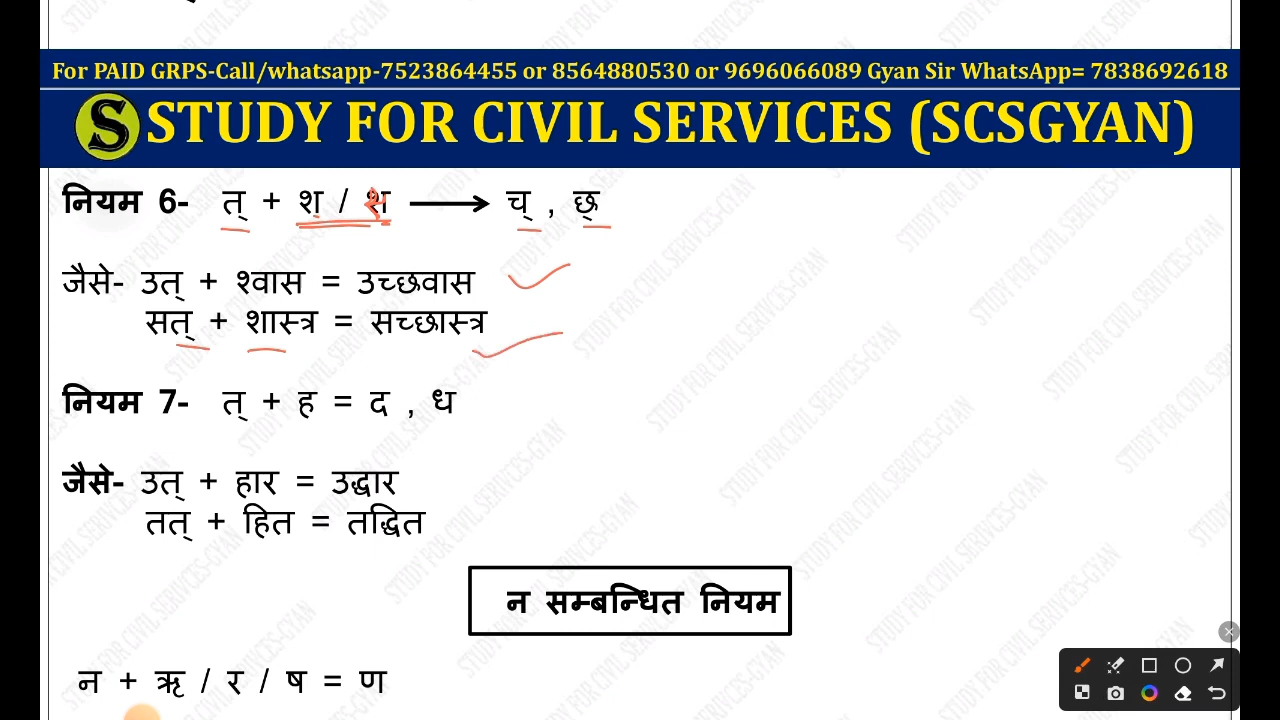 For PAID GRPS-Call/whatsapp-7523864455 or 8564880530 or 9696066089 Gyan Sir WhatsApp= 7838692618
S STUDY FOR CIVIL SERVICES (SCSGYAN)
नियम 6- त् + श् / श → च् , छ्
जैसे- उत् + श्वास = उच्छवास
सत् + शास्त्र = सच्छास्त्र
नियम 7- त् + ह = द , ध
जैसे- उत् + हार = उद्धार
तत् + हित = तद्धित
न सम्बन्धित नियम
न + ऋ / र / ष = ण